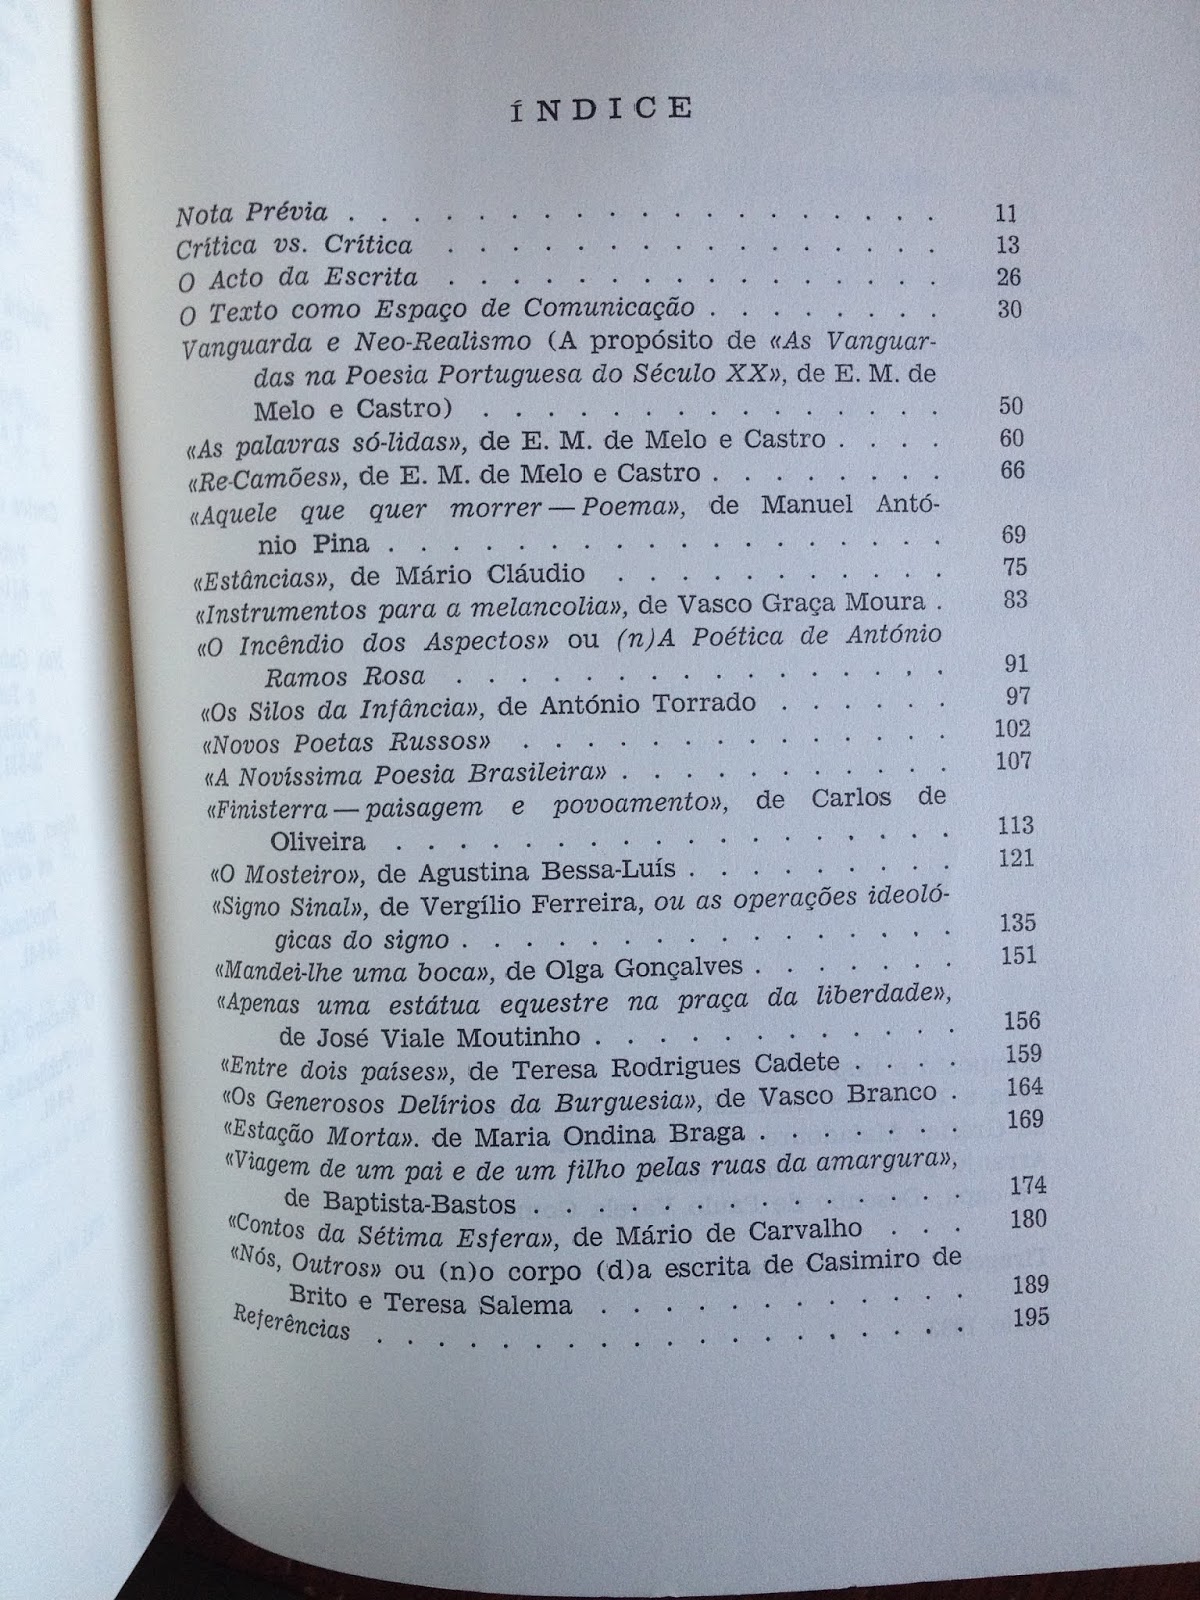 ÍNDICE
Nota Prévia . . . . . . . . . . . . . . . . . . 11
Crítica vs. Crítica . . . . . . . . . . . . . . . 13
O Acto da Escrita . . . . . . . . . . . . . . . 26
O Texto como Espaço de Comunicação . . . . . . . . 30
Vanguarda e Neo-Realismo (A propósito de «As Vanguar-
das na Poesia Portuguesa do Século XX», de E. M. de
Melo e Castro) . . . . . . . . . . . . . . 50
«As palavras só-lidas», de E. M. de Melo e Castro . . . . 60
«Re-Camões», de E. M. de Melo e Castro . . . . . . . . 66
«Aquele que quer morrer — Poema», de Manuel Antó-
nio Pina . . . . . . . . . . . . . . . . . 69
«Estâncias», de Mário Cláudio . . . . . . . . . . 75
«Instrumentos para a melancolia», de Vasco Graça Moura . 83
«O Incêndio dos Aspectos» ou (n)A Poética de António
Ramos Rosa . . . . . . . . . . . . . . . 91
«Os Silos da Infância», de António Torrado . . . . . . 97
«Novos Poetas Russos» . . . . . . . . . . . . . 102
«A Novíssima Poesia Brasileira» . . . . . . . . . . 107
«Finisterra — paisagem e povoamento», de Carlos de
Oliveira . . . . . . . . . . . . . . . . . 113
«O Mosteiro», de Agustina Bessa-Luís . . . . . . . . . 121
«Signo Sinal», de Vergílio Ferreira, ou as operações ideoló-
gicas do signo . . . . . . . . . . . . . . . 135
«Mandei-lhe uma boca», de Olga Gonçalves . . . . . . . 151
«Apenas uma estátua equestre na praça da liberdade»,
de José Viale Moutinho . . . . . . . . . . . 156
«Entre dois países», de Teresa Rodrigues Cadete . . . . 159
«Os Generosos Delírios da Burguesia», de Vasco Branco . 164
«Estação Morta». de Maria Ondina Braga . . . . . . . 169
«Viagem de um pai e de um filho pelas ruas da amargura»,
de Baptista-Bastos . . . . . . . . . . . . . . 174
«Contos da Sétima Esfera», de Mário de Carvalho . . . 180
«Nós, Outros» ou (n)o corpo (d)a escrita de Casimiro de
Brito e Teresa Salema . . . . . . . . . . . . 189
Referências . . . . . . . . . . . . . . . . . . . 195